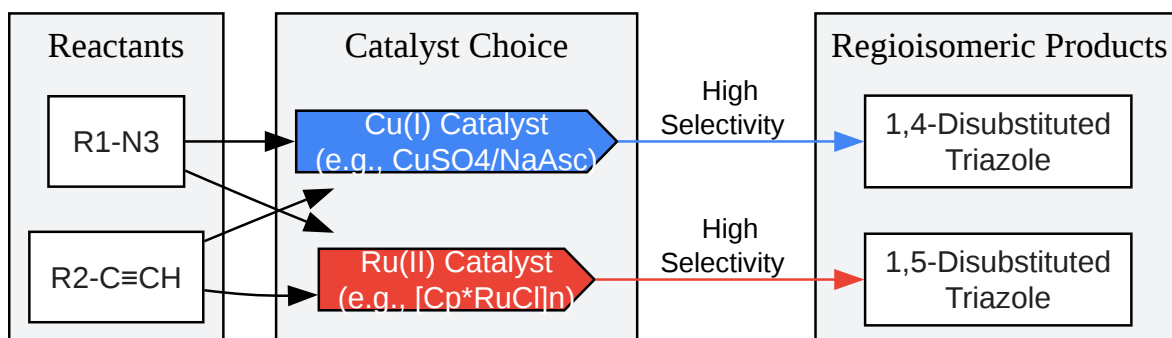 Reactants
R1-N3
R2-C≡CH
Catalyst Choice
Cu(I) Catalyst
(e.g., CuSO4/NaAsc)
Ru(II) Catalyst
(e.g., [Cp*RuCl]n)
High
Selectivity
High
Selectivity
Regioisomeric Products
1,4-Disubstituted
Triazole
1,5-Disubstituted
Triazole